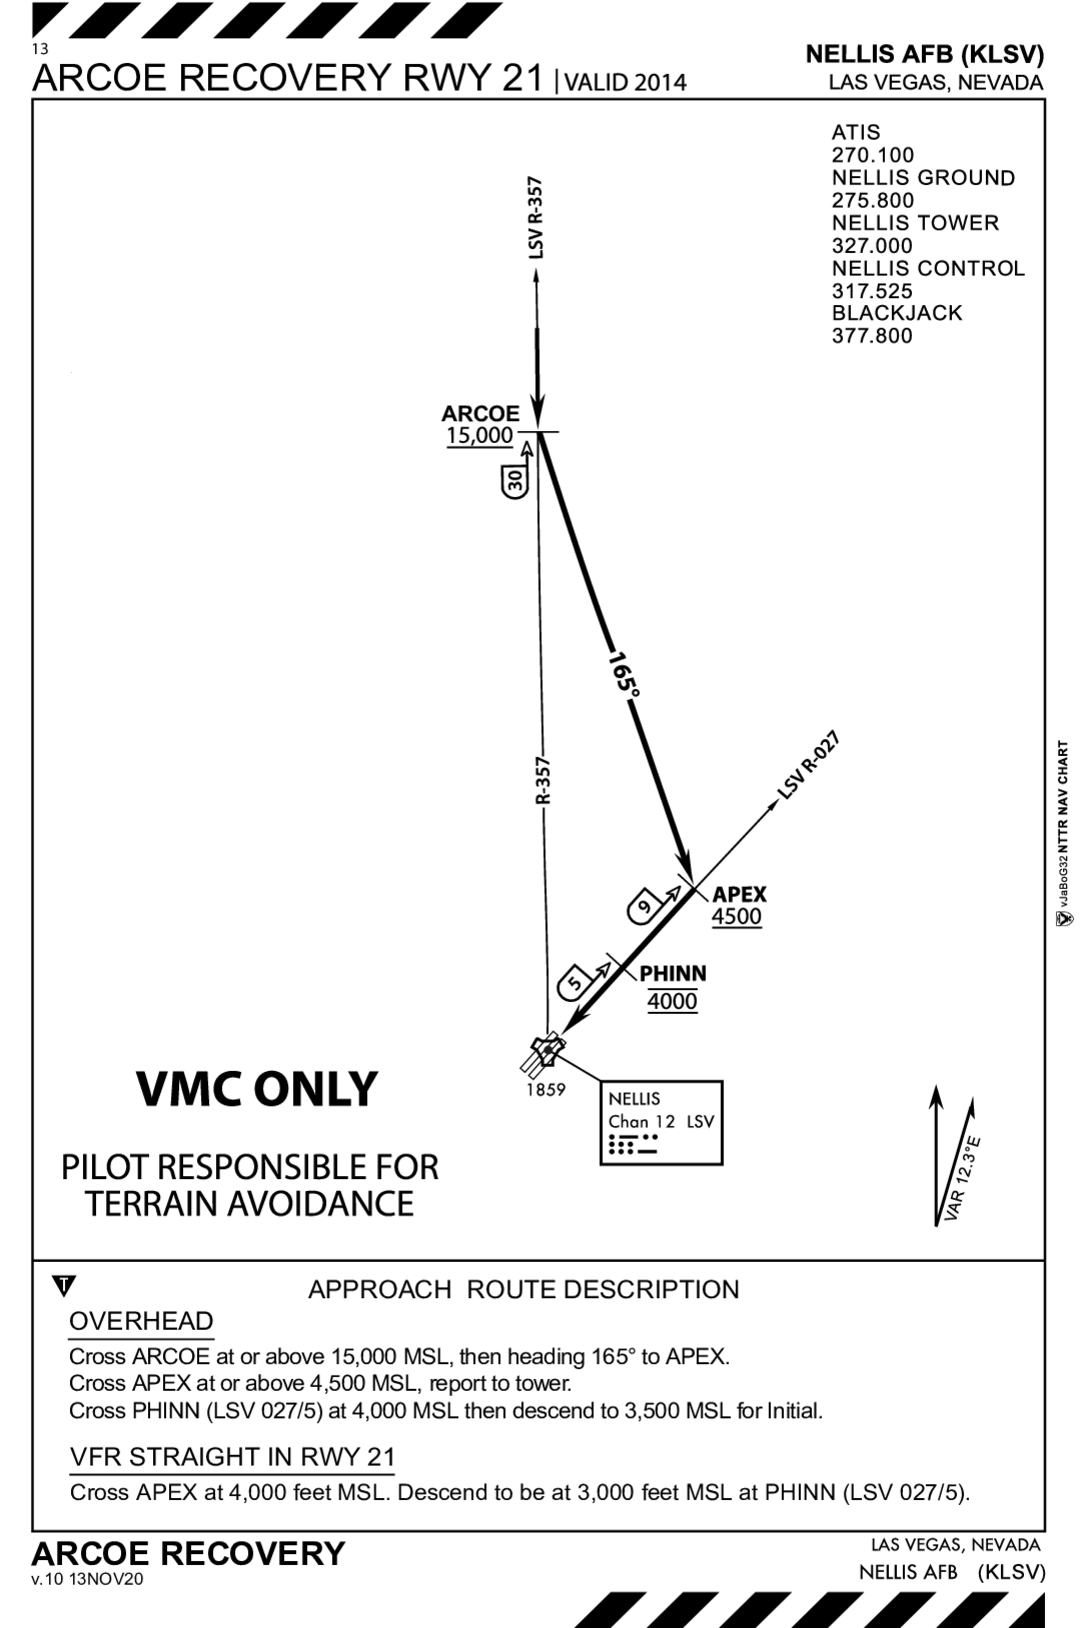 13
ARCOE RECOVERY RWY 21 | VALID 2014
NELLIS AFB (KLSV)
LAS VEGAS, NEVADA
ATIS
270.100
NELLIS GROUND
275.800
NELLIS TOWER
327.000
NELLIS CONTROL
317.525
BLACKJACK
377.800
LSV R-357
ARCOE
15,000
30
165°
R-357
LSV R-027
9
APEX
4500
5
PHINN
4000
1859
NELLIS
Chan 12 LSV
VMC ONLY
PILOT RESPONSIBLE FOR
TERRAIN AVOIDANCE
VAR 12.3°E
vJaBoG32 NTTR NAV CHART
T
APPROACH ROUTE DESCRIPTION
OVERHEAD
Cross ARCOE at or above 15,000 MSL, then heading 165° to APEX.
Cross APEX at or above 4,500 MSL, report to tower.
Cross PHINN (LSV 027/5) at 4,000 MSL then descend to 3,500 MSL for Initial.
VFR STRAIGHT IN RWY 21
Cross APEX at 4,000 feet MSL. Descend to be at 3,000 feet MSL at PHINN (LSV 027/5).
ARCOE RECOVERY
v.10 13NOV20
LAS VEGAS, NEVADA
NELLIS AFB (KLSV)